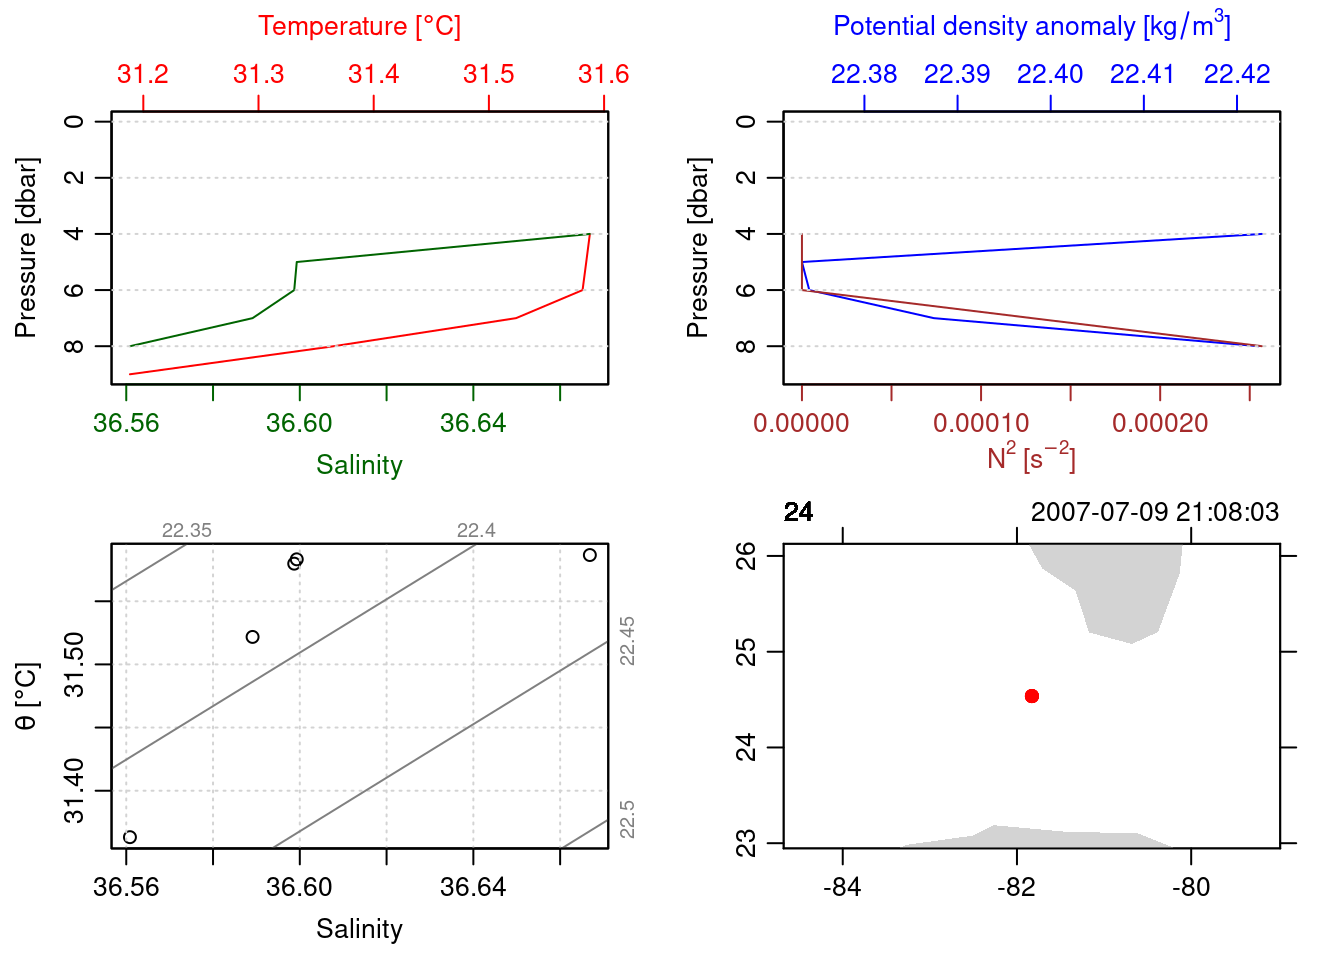 Temperature [°C]
31.2 31.3 31.4 31.5 31.6
Pressure [dbar]
0
2
4
6
8
36.56 36.60 36.64
Salinity
Potential density anomaly [kg/m³]
22.38 22.39 22.40 22.41 22.42
Pressure [dbar]
0
2
4
6
8
0.00000 0.00010 0.00020
N² [s⁻²]
22.35 22.4
22.45
22.5
θ [°C]
31.50
31.40
36.56 36.60 36.64
Salinity
24 2007-07-09 21:08:03
26
25
24
23
-84 -82 -80